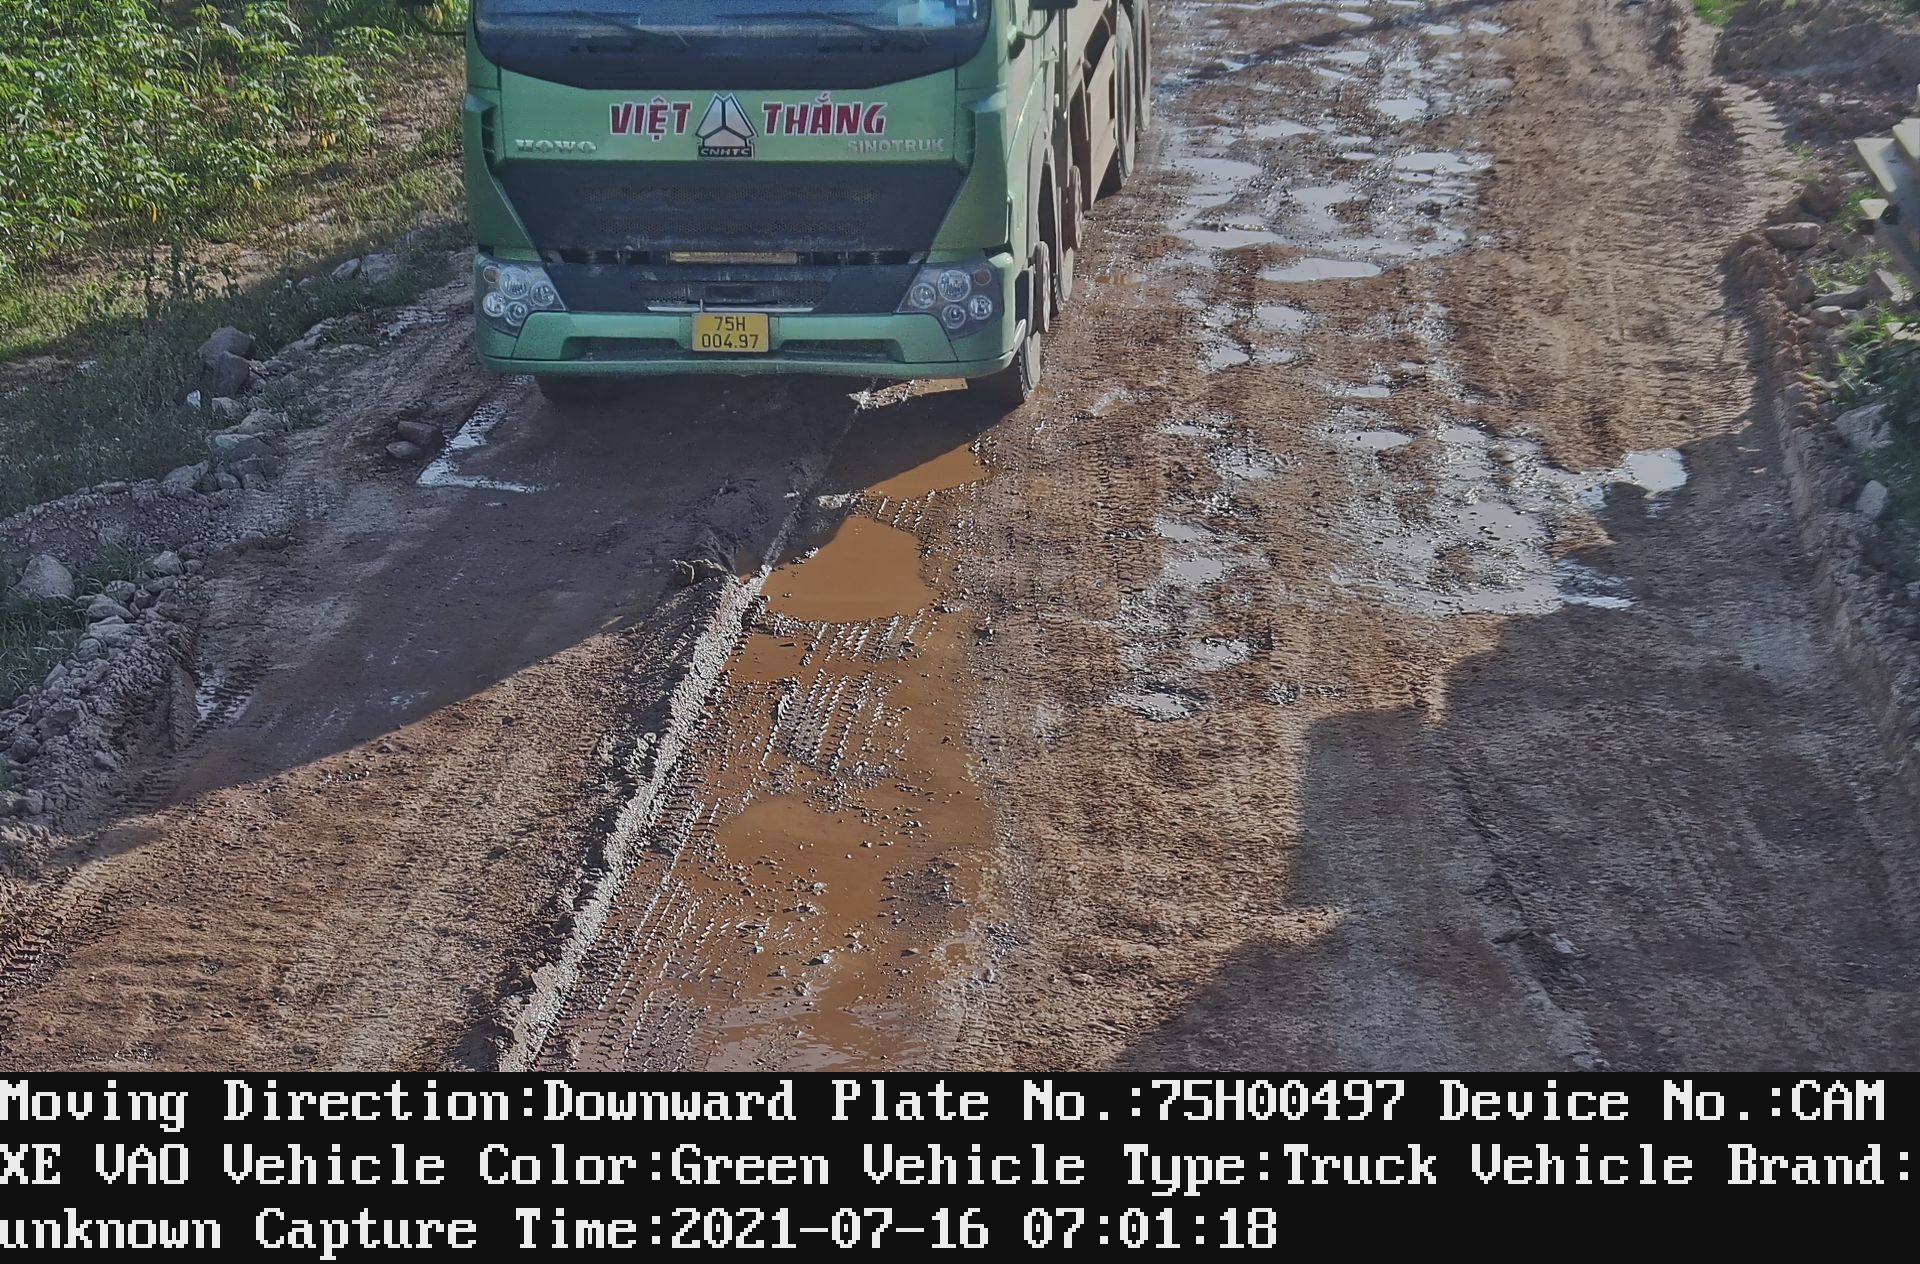 VIỆT THẮNG
HOWO CNHTC SINOTRUK
75H
004.97
Moving Direction:Downward Plate No.:75H00497 Device No.:CAM
XE VAO Vehicle Color:Green Vehicle Type:Truck Vehicle Brand:
unknown Capture Time:2021-07-16 07:01:18